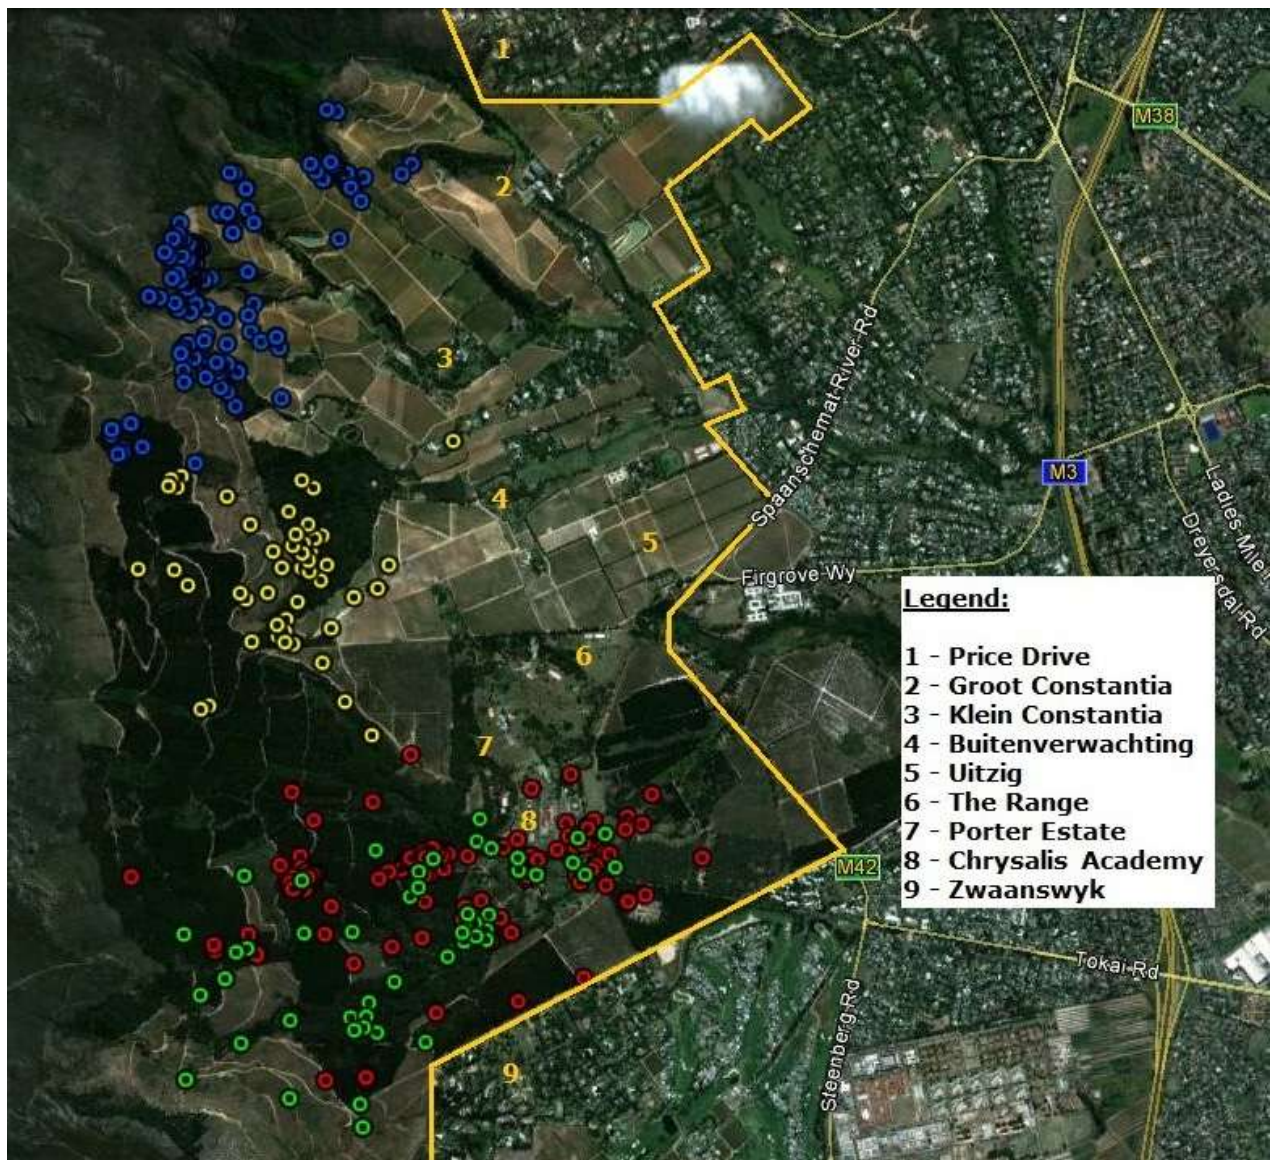 1
M38
2
Spaanschemat River Rd
3
M3
Ladies Mile
4
Dreyersdal Rd
5
Firgrove Wy
Legend:
6
1 - Price Drive
2 - Groot Constantia
3 - Klein Constantia
4 - Buitenverwachting
5 - Uitzig
6 - The Range
7 - Porter Estate
8 - Chrysalis Academy
9 - Zwaanswyk
7
8
M42
Tokai Rd
Steenberg Rd
9